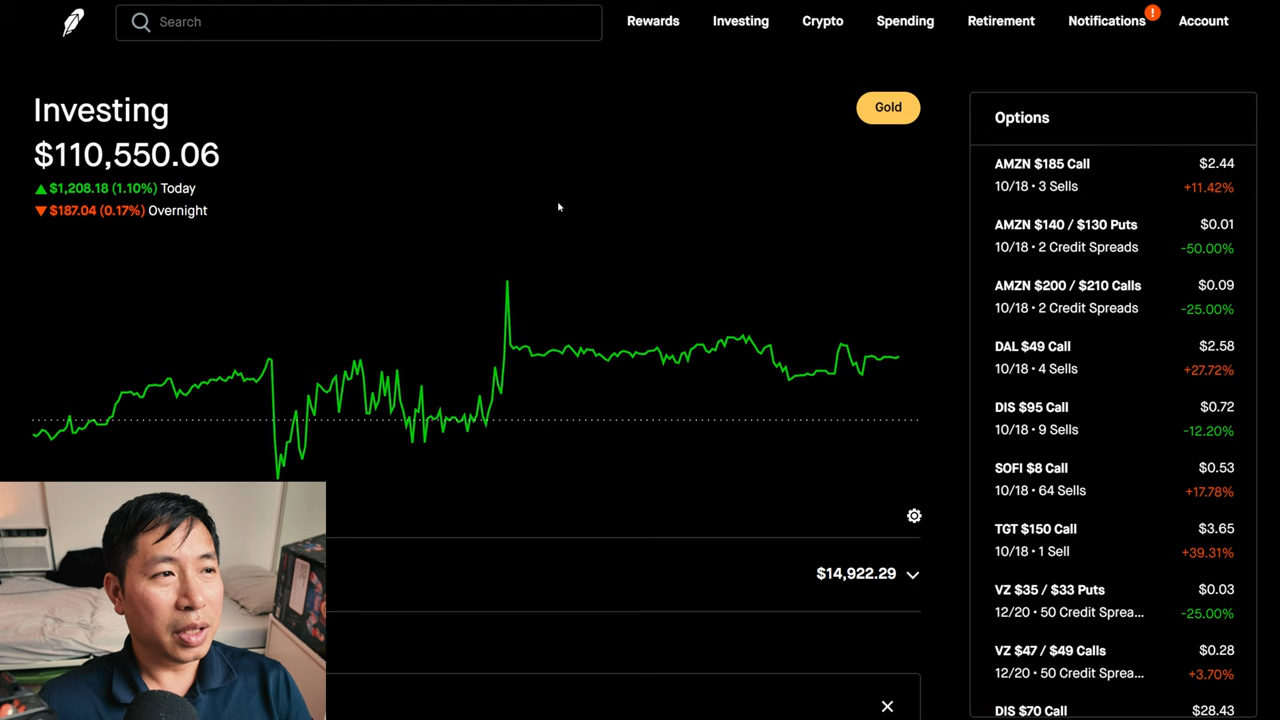 Search
Rewards
Investing
Crypto
Spending
Retirement
Notifications
!
Account
Investing
$110,550.06
$1,208.18 (1.10%) Today
$187.04 (0.17%) Overnight
Gold
$14,922.29
Options
AMZN $185 Call $2.44
10/18 • 3 Sells +11.42%
AMZN $140 / $130 Puts $0.01
10/18 • 2 Credit Spreads -50.00%
AMZN $200 / $210 Calls $0.09
10/18 • 2 Credit Spreads -25.00%
DAL $49 Call $2.58
10/18 • 4 Sells +27.72%
DIS $95 Call $0.72
10/18 • 9 Sells -12.20%
SOFI $8 Call $0.53
10/18 • 64 Sells +17.78%
TGT $150 Call $3.65
10/18 • 1 Sell +39.31%
VZ $35 / $33 Puts $0.03
12/20 • 50 Credit Sprea... -25.00%
VZ $47 / $49 Calls $0.28
12/20 • 50 Credit Sprea... +3.70%
DIS $70 Call $28.43